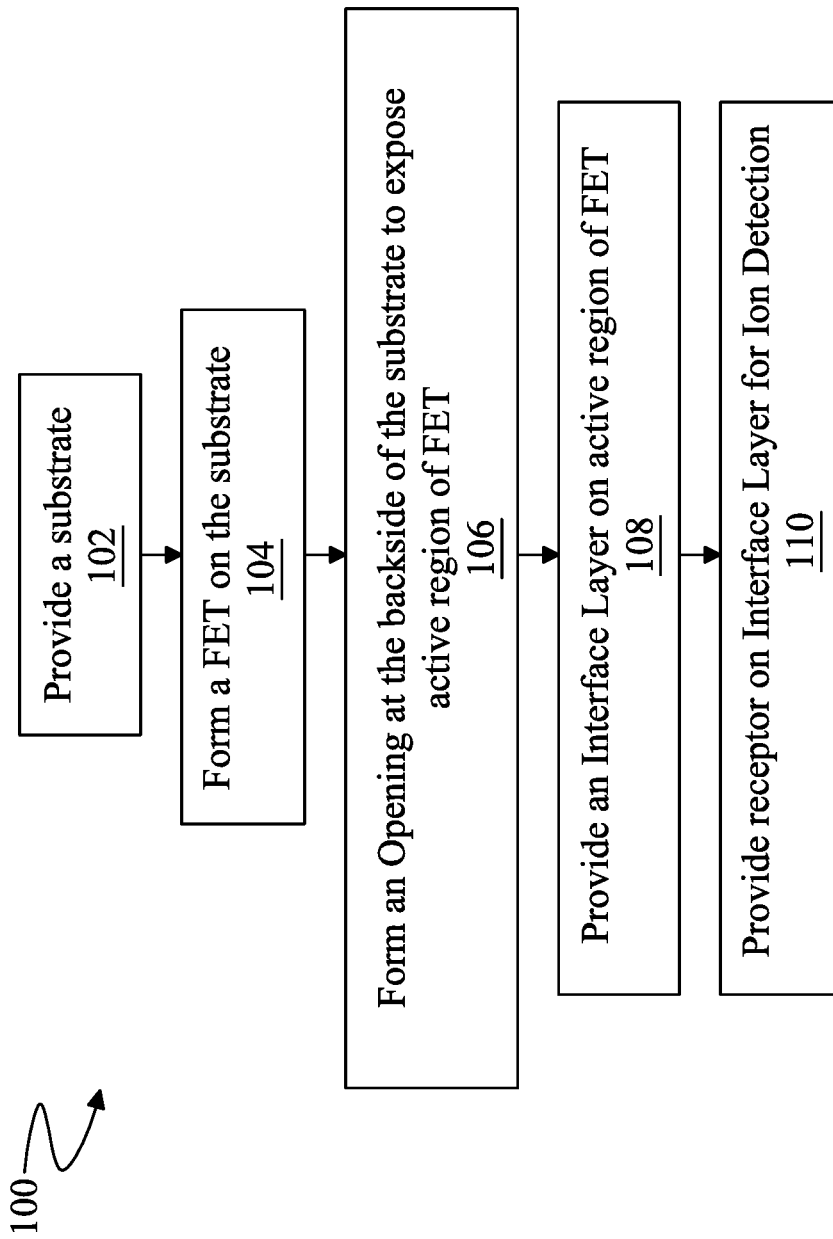 100
Provide a substrate
102
Form a FET on the substrate
104
Form an Opening at the backside of the substrate to expose
active region of FET
106
Provide an Interface Layer on active region of FET
108
Provide receptor on Interface Layer for Ion Detection
110